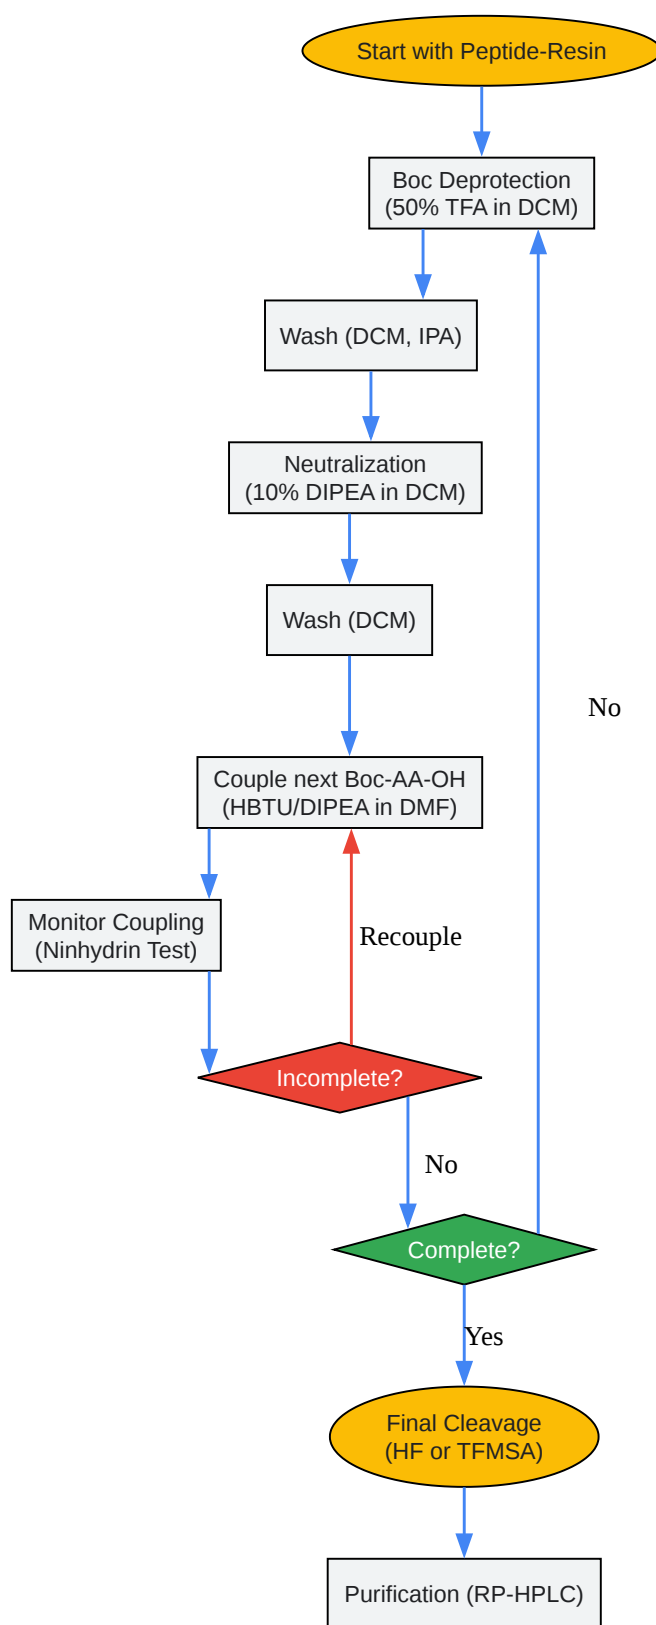 Start with Peptide-Resin
Boc Deprotection
(50% TFA in DCM)
Wash (DCM, IPA)
Neutralization
(10% DIPEA in DCM)
Wash (DCM)
No
Couple next Boc-AA-OH
(HBTU/DIPEA in DMF)
Monitor Coupling
(Ninhydrin Test)
Recouple
Incomplete?
No
Complete?
Yes
Final Cleavage
(HF or TFMSA)
Purification (RP-HPLC)